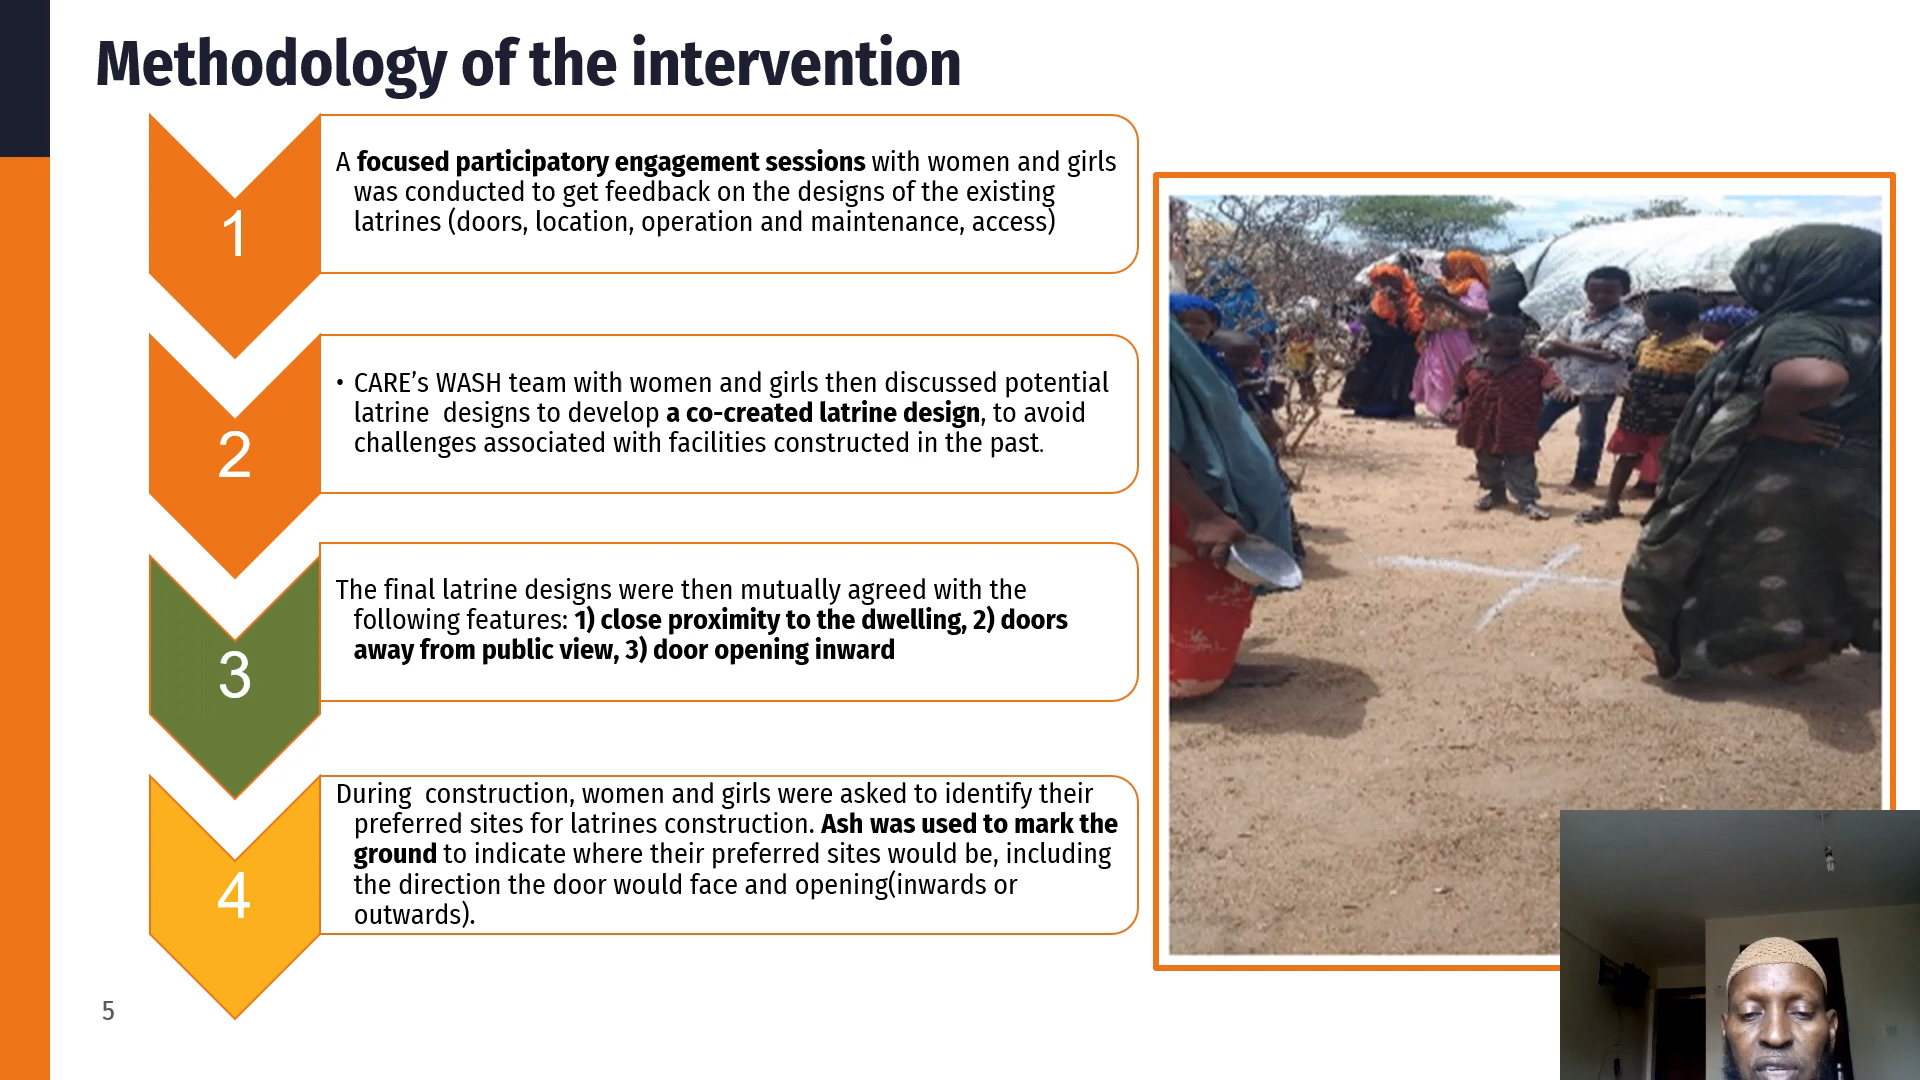 Methodology of the intervention
1
A focused participatory engagement sessions with women and girls
was conducted to get feedback on the designs of the existing
latrines (doors, location, operation and maintenance, access)
2
• CARE’s WASH team with women and girls then discussed potential
latrine  designs to develop a co-created latrine design, to avoid
challenges associated with facilities constructed in the past.
3
The final latrine designs were then mutually agreed with the
following features: 1) close proximity to the dwelling, 2) doors
away from public view, 3) door opening inward
4
During  construction, women and girls were asked to identify their
preferred sites for latrines construction. Ash was used to mark the
ground to indicate where their preferred sites would be, including
the direction the door would face and opening(inwards or
outwards).
5